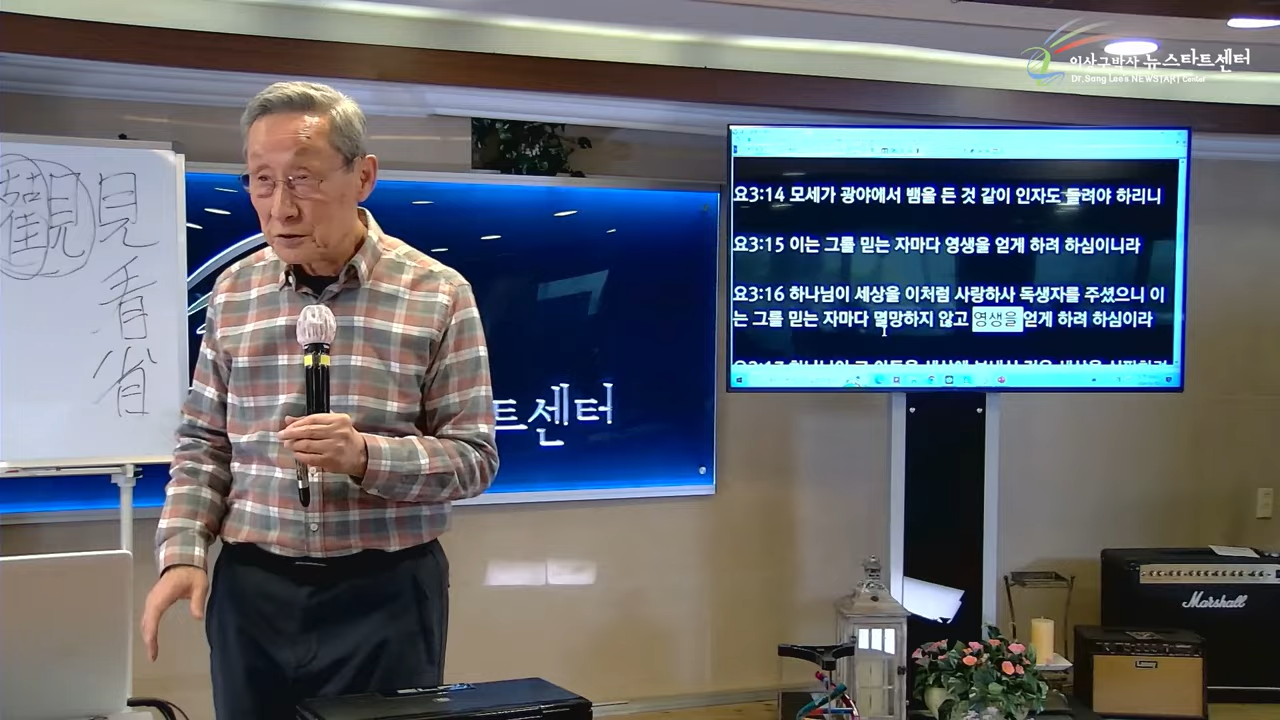 이상구박사 뉴스타트센터
Dr.Sang Lee's NEWSTART Center
觀 見
看
省
요3:14 모세가 광야에서 뱀을 든 것 같이 인자도 들려야 하리니
요3:15 이는 그를 믿는 자마다 영생을 얻게 하려 하심이니라
요3:16 하나님이 세상을 이처럼 사랑하사 독생자를 주셨으니 이
는 그를 믿는 자마다 멸망하지 않고 영생을 얻게 하려 하심이라
트센터
Marshall
Laney